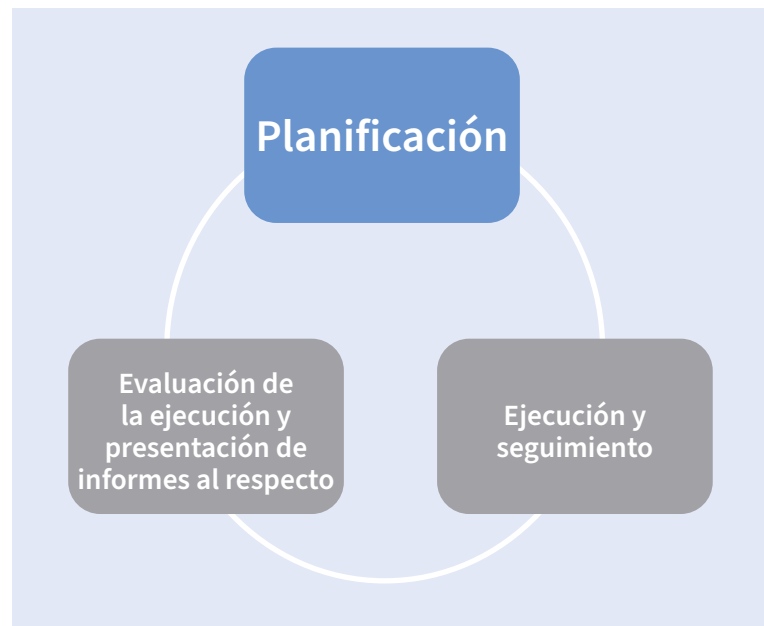 Planificación
Evaluación de
la ejecución y
presentación de
informes al respecto
Ejecución y
seguimiento